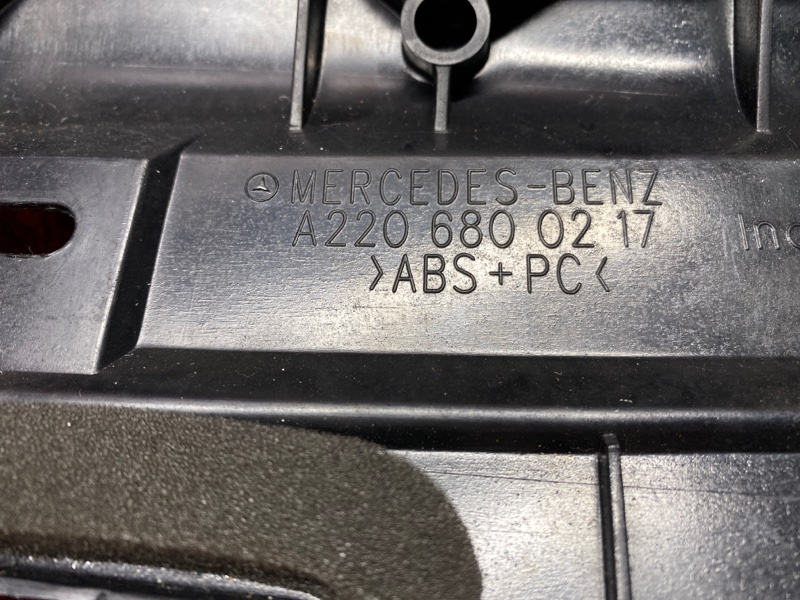 MERCEDES-BENZ
A220 680 02 17
>ABS+PC<